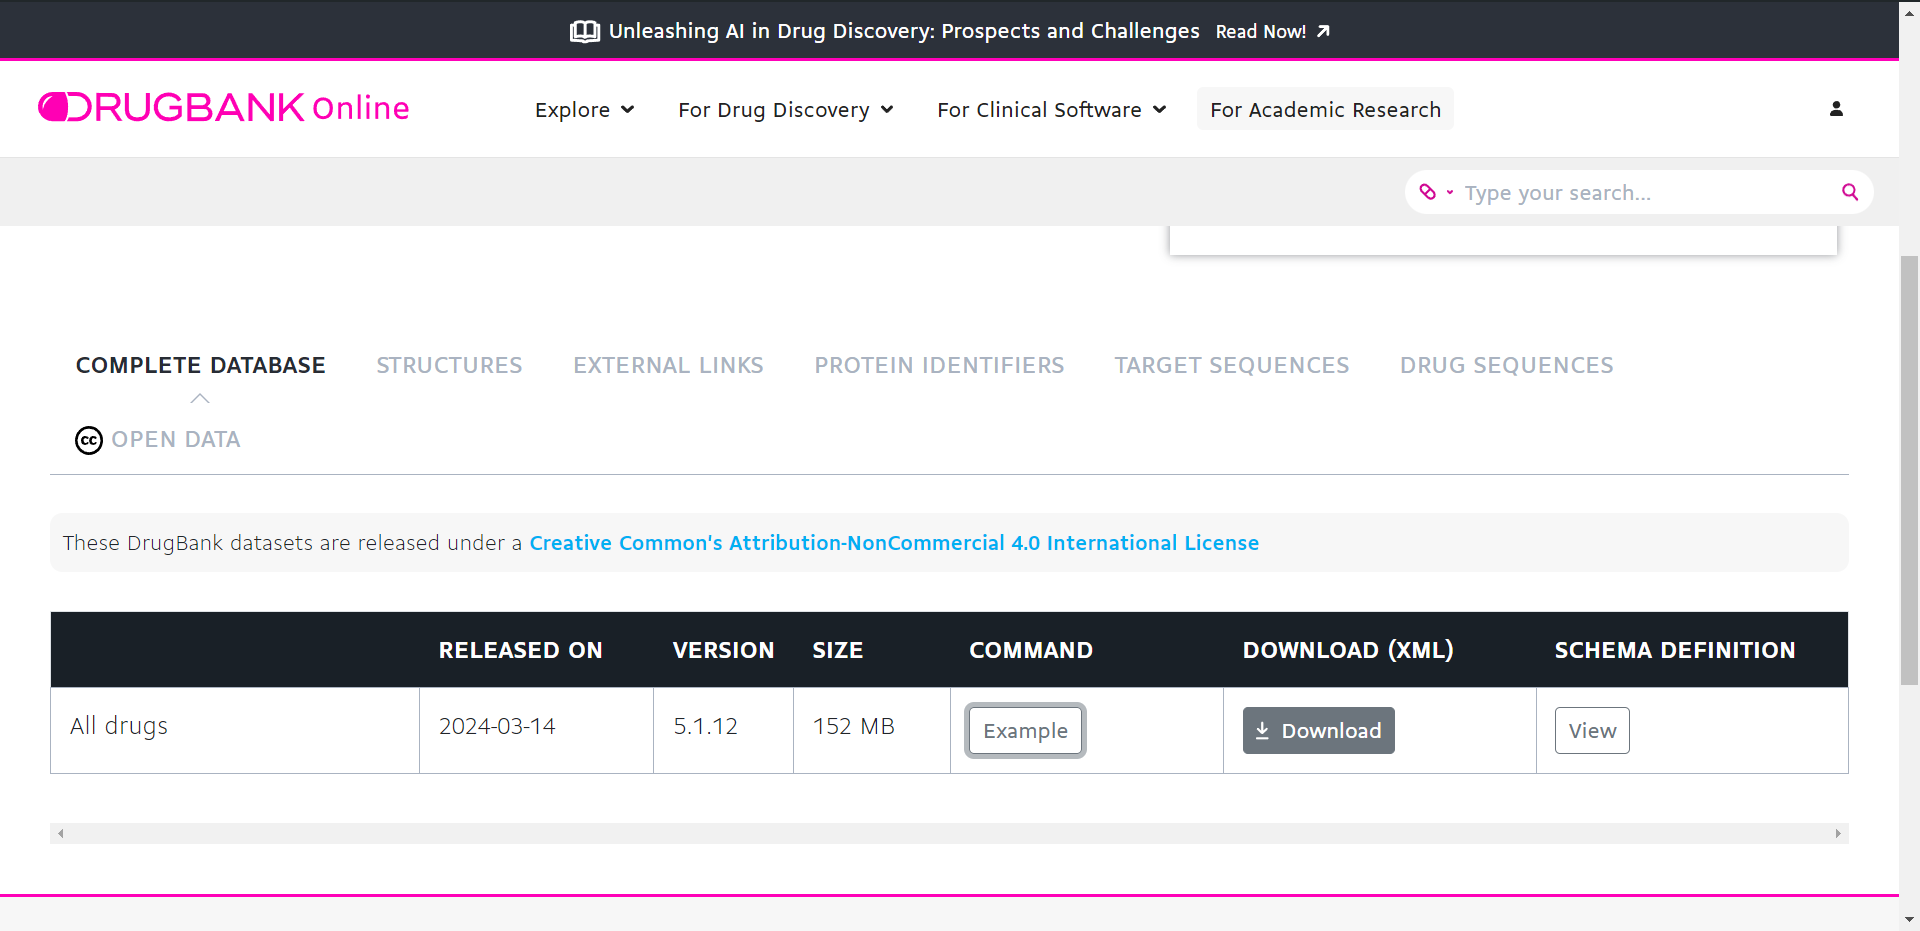 Unleashing AI in Drug Discovery: Prospects and Challenges Read Now!
DRUGBANK Online
Explore For Drug Discovery For Clinical Software For Academic Research
Type your search...
COMPLETE DATABASE STRUCTURES EXTERNAL LINKS PROTEIN IDENTIFIERS TARGET SEQUENCES DRUG SEQUENCES
cc OPEN DATA
These DrugBank datasets are released under a Creative Common's Attribution-NonCommercial 4.0 International License
RELEASED ON VERSION SIZE COMMAND DOWNLOAD (XML) SCHEMA DEFINITION
All drugs 2024-03-14 5.1.12 152 MB Example Download View